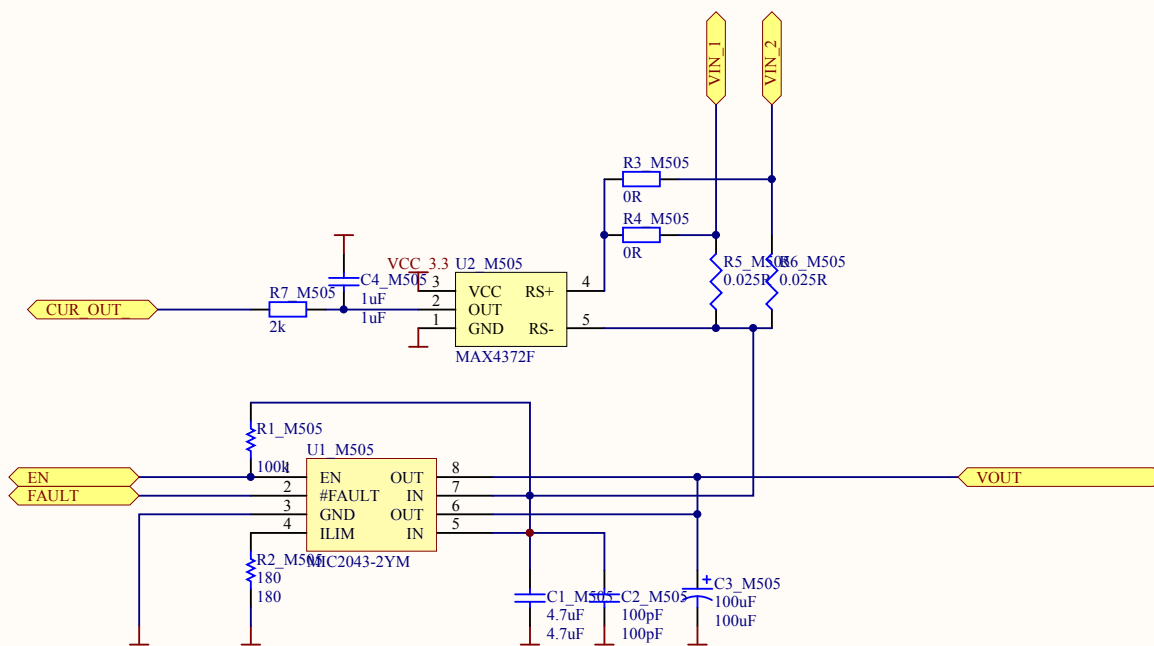 VIN_1
VIN_2
R3_M505
0R
R4_M505
0R
VCC_3.3
U2_M505
R5_M505
0.025R
R6_M505
0.025R
C4_M505
1uF
1uF
R7_M505
2k
CUR_OUT_
3
VCC
RS+
4
2
OUT
1
GND
RS-
5
MAX4372F
R1_M505
100k
U1_M505
EN
1
EN
OUT
8
VOUT
FAULT
2
#FAULT
IN
7
3
GND
OUT
6
4
ILIM
IN
5
MIC2043-2YM
R2_M505
180
180
C1_M505
4.7uF
4.7uF
C2_M505
100pF
100pF
+
C3_M505
100uF
100uF